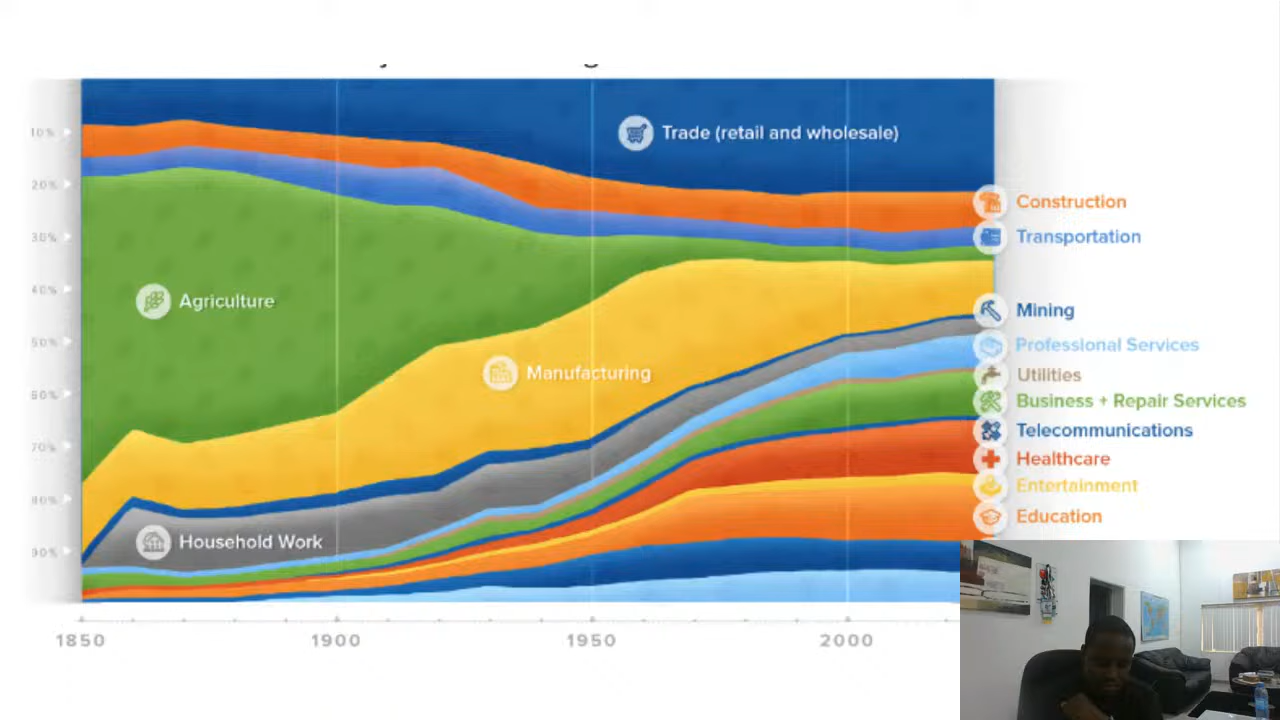 Trade (retail and wholesale)
10%
20%
Construction
30%
Transportation
40%
Agriculture
Mining
50%
Professional Services
Manufacturing
Utilities
60%
Business + Repair Services
Telecommunications
70%
Healthcare
80%
Entertainment
Education
Household Work
90%
1850
1900
1950
2000